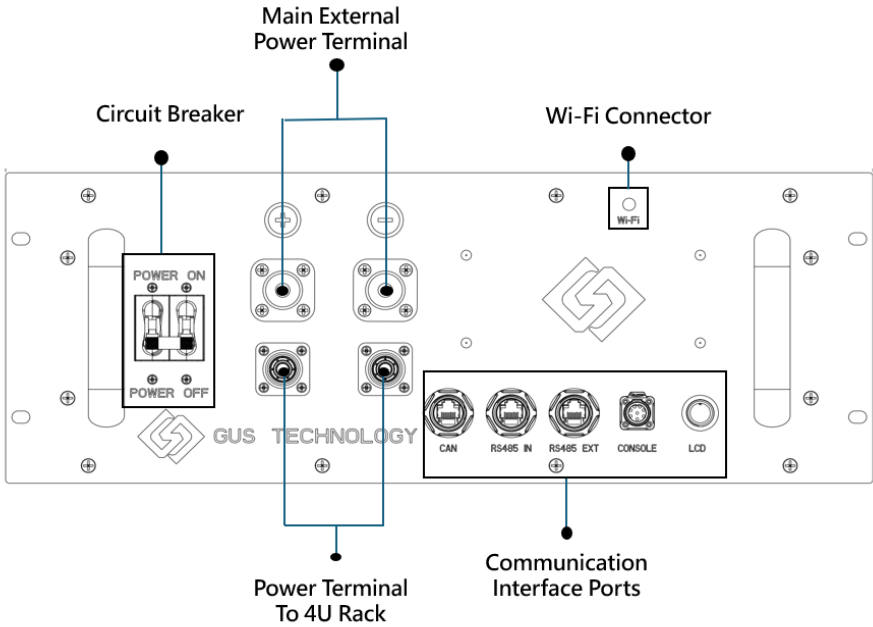 Main External
Power Terminal
Circuit Breaker
Wi-Fi Connector
Wi-Fi
POWER ON
POWER OFF
GUS TECHNOLOGY
CAN
RS485 IN
RS485 EXT
CONSOLE
LCD
Communication
Interface Ports
Power Terminal
To 4U Rack